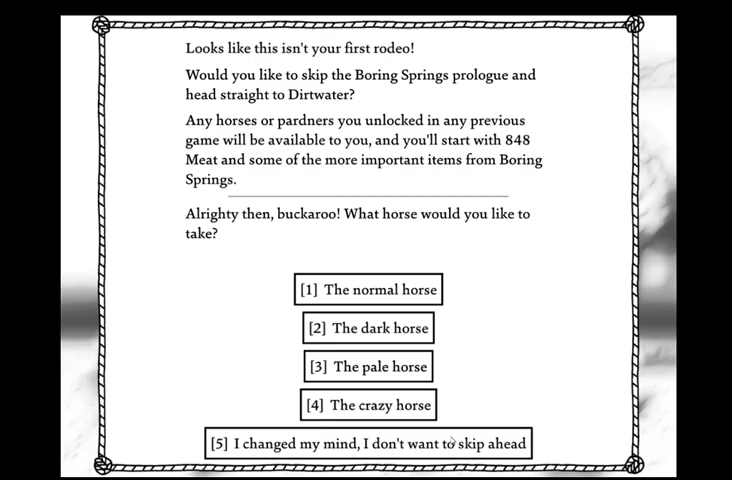 Looks like this isn't your first rodeo!
Would you like to skip the Boring Springs prologue and
head straight to Dirtwater?
Any horses or pardners you unlocked in any previous
game will be available to you, and you'll start with 848
Meat and some of the more important items from Boring
Springs.
Alrighty then, buckaroo! What horse would you like to
take?
[1] The normal horse
[2] The dark horse
[3] The pale horse
[4] The crazy horse
[5] I changed my mind, I don't want to skip ahead